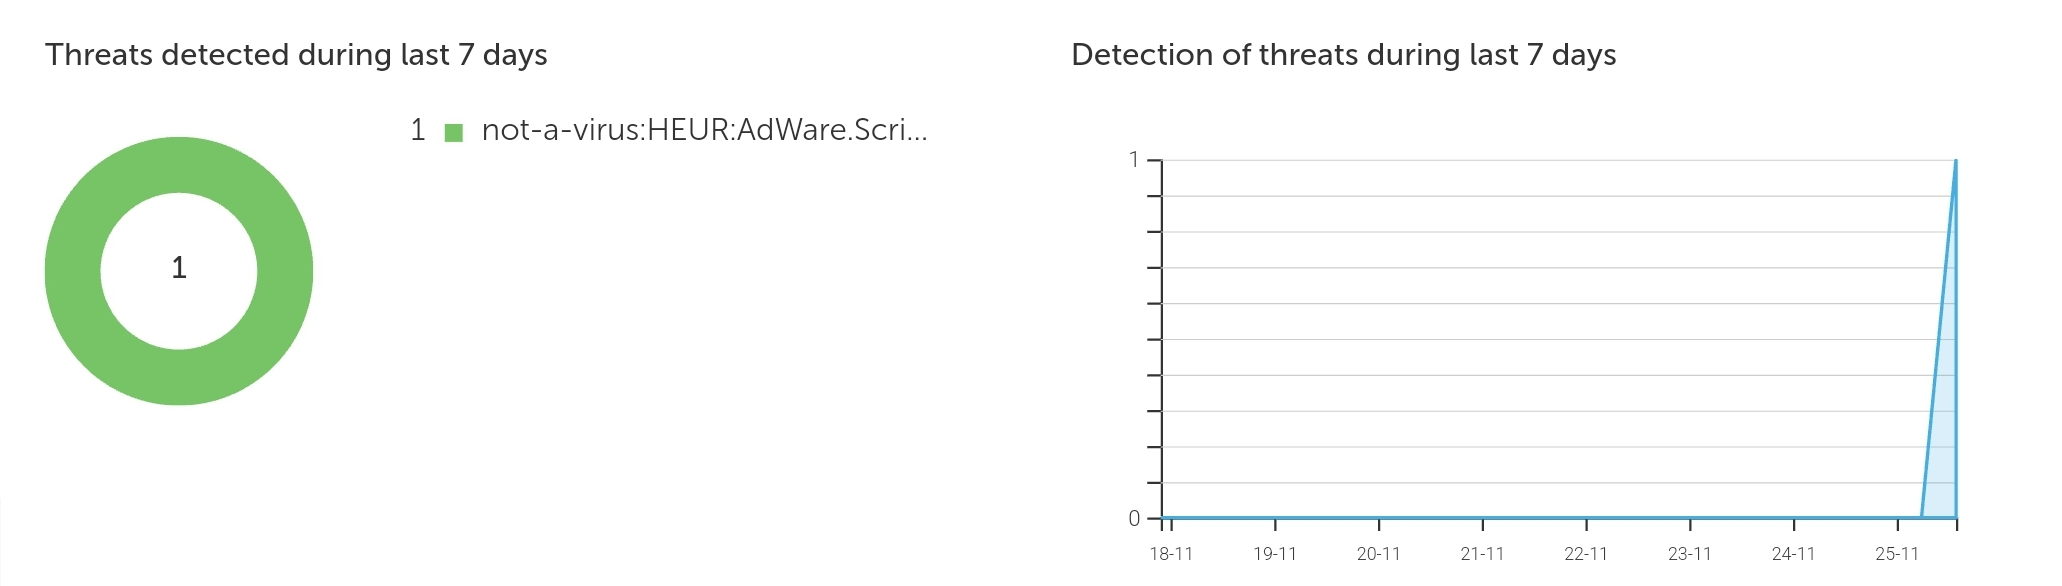 Threats detected during last 7 days
1 not-a-virus:HEUR:AdWare.Scri...
1
Detection of threats during last 7 days
1
0
18-11 19-11 20-11 21-11 22-11 23-11 24-11 25-11